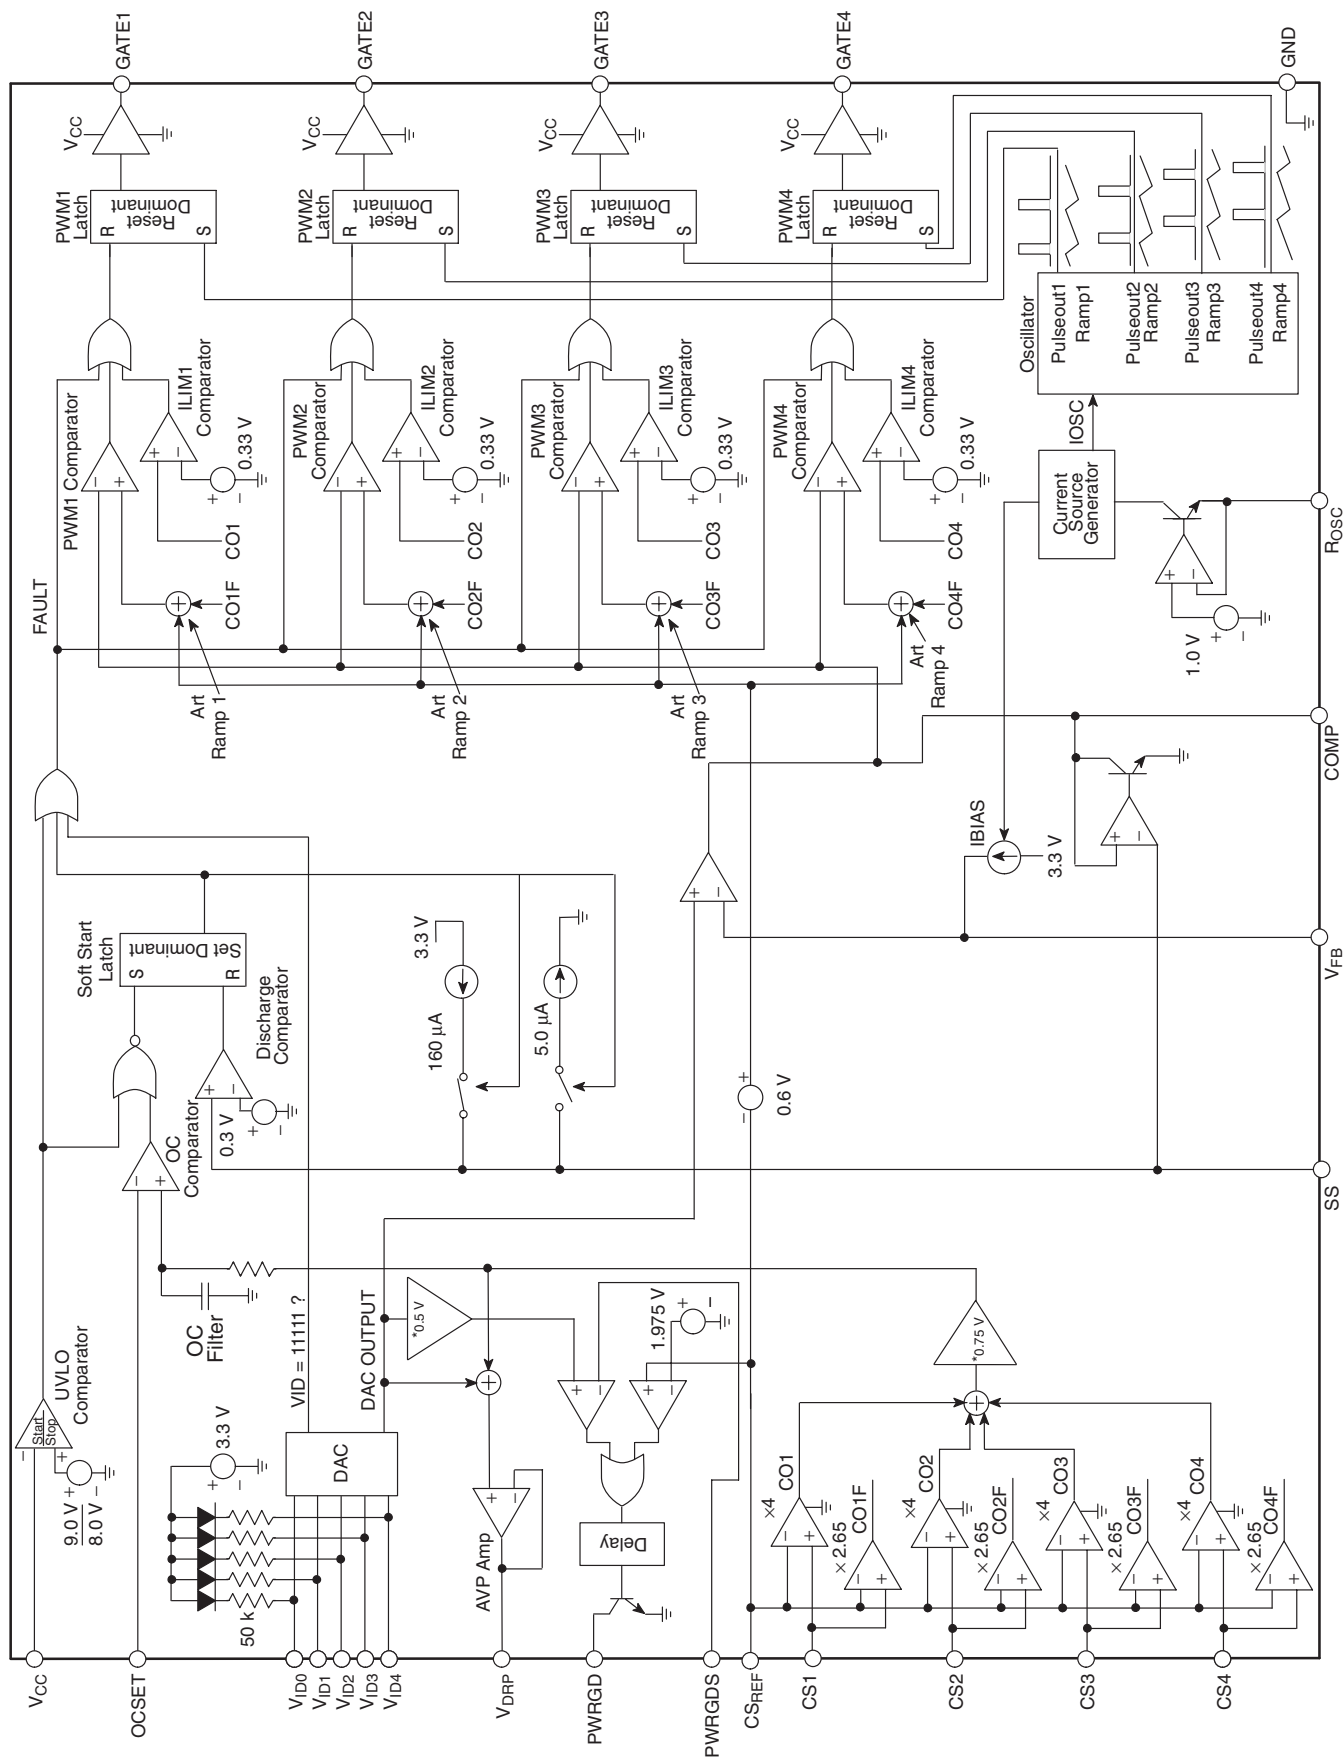 GATE1
GATE2
GATE3
GATE4
GND
VCC
VCC
VCC
VCC
PWM1
Latch
R
S
Reset
Dominant
PWM2
Latch
R
S
Reset
Dominant
PWM3
Latch
R
S
Reset
Dominant
PWM4
Latch
R
S
Reset
Dominant
Oscillator
Pulseout1
Ramp1
Pulseout2
Ramp2
Pulseout3
Ramp3
Pulseout4
Ramp4
FAULT
PWM1 Comparator
−
+
ILIM1
Comparator
+
−
+
−
0.33 V
CO1
CO1F
+
Art
Ramp 1
PWM2
Comparator
−
+
ILIM2
Comparator
+
−
+
−
0.33 V
CO2
CO2F
+
Art
Ramp 2
PWM3
Comparator
−
+
ILIM3
Comparator
+
−
+
−
0.33 V
CO3
CO3F
+
Art
Ramp 3
PWM4
Comparator
−
+
ILIM4
Comparator
+
−
+
−
0.33 V
CO4
CO4F
+
Art
Ramp 4
IOSC
Current
Source
Generator
+
−
1.0 V
+
−
ROSC
COMP
IBIAS
3.3 V
+
−
VFB
+
−
Soft Start
Latch
S
R
Set Dominant
Discharge
Comparator
+
−
0.3 V
+
−
OC
Comparator
−
+
3.3 V
160 µA
5.0 µA
−
+
0.6 V
SS
UVLO
Comparator
Start
Stop
−
+
+
−
9.0 V
8.0 V
OC
Filter
3.3 V
+
−
50 k
VID = 11111 ?
DAC
DAC OUTPUT
*0.5 V
+
AVP Amp
+
−
+
−
+
−
1.975 V
+
−
Delay
*0.75 V
+
×4
CO1
−
+
× 2.65
CO1F
−
+
×4
CO2
−
+
× 2.65
CO2F
−
+
×4
CO3
−
+
× 2.65
CO3F
−
+
×4
CO4
−
+
× 2.65
CO4F
−
+
VCC
OCSET
VID0
VID1
VID2
VID3
VID4
VDRP
PWRGD
PWRGDS
CSREF
CS1
CS2
CS3
CS4